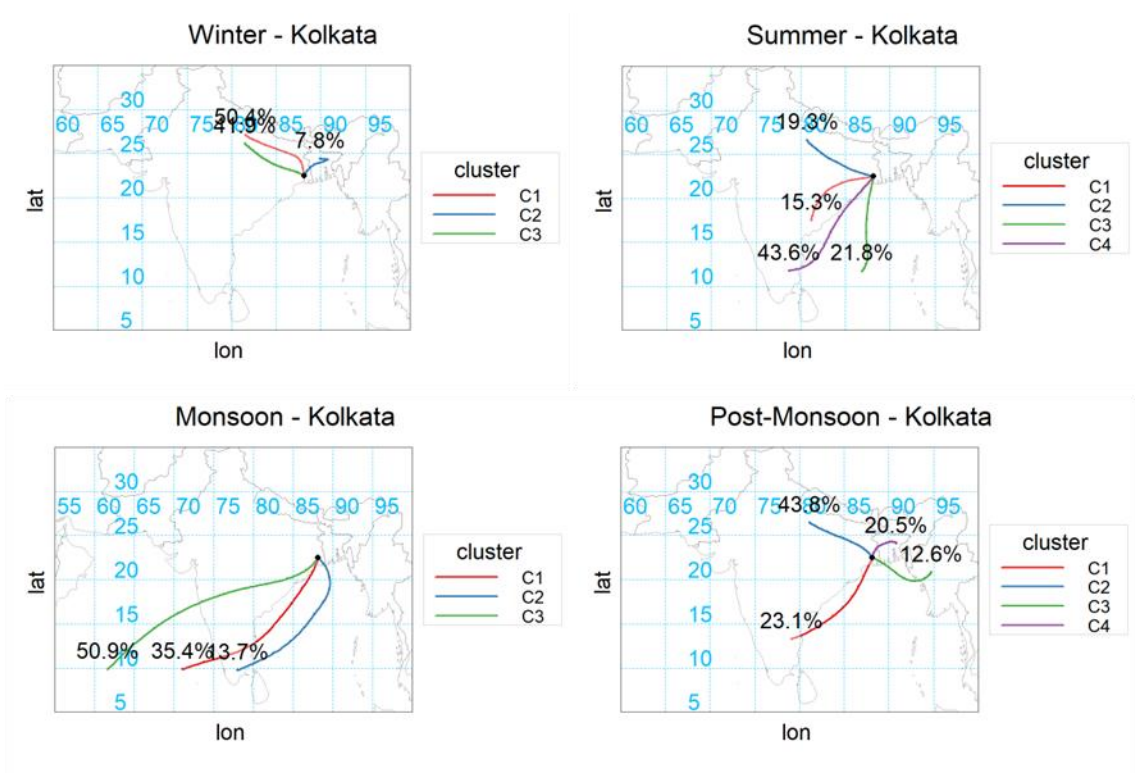 Winter - Kolkata
30
60 65 70 75 80 85 90 95
50.4%
41.9%
7.8%
25
20
15
10
5
lat
lon
cluster
C1
C2
C3
Summer - Kolkata
30
60 65 70 75 80 85 90 95
19.3%
25
20
15.3%
15
43.6% 21.8%
10
5
lat
lon
cluster
C1
C2
C3
C4
Monsoon - Kolkata
30
55 60 65 70 75 80 85 90 95
25
20
15
50.9% 35.4% 13.7%
10
5
lat
lon
cluster
C1
C2
C3
Post-Monsoon - Kolkata
30
60 65 70 75 80 85 90 95
43.8%
20.5%
25
12.6%
20
15
23.1%
10
5
lat
lon
cluster
C1
C2
C3
C4